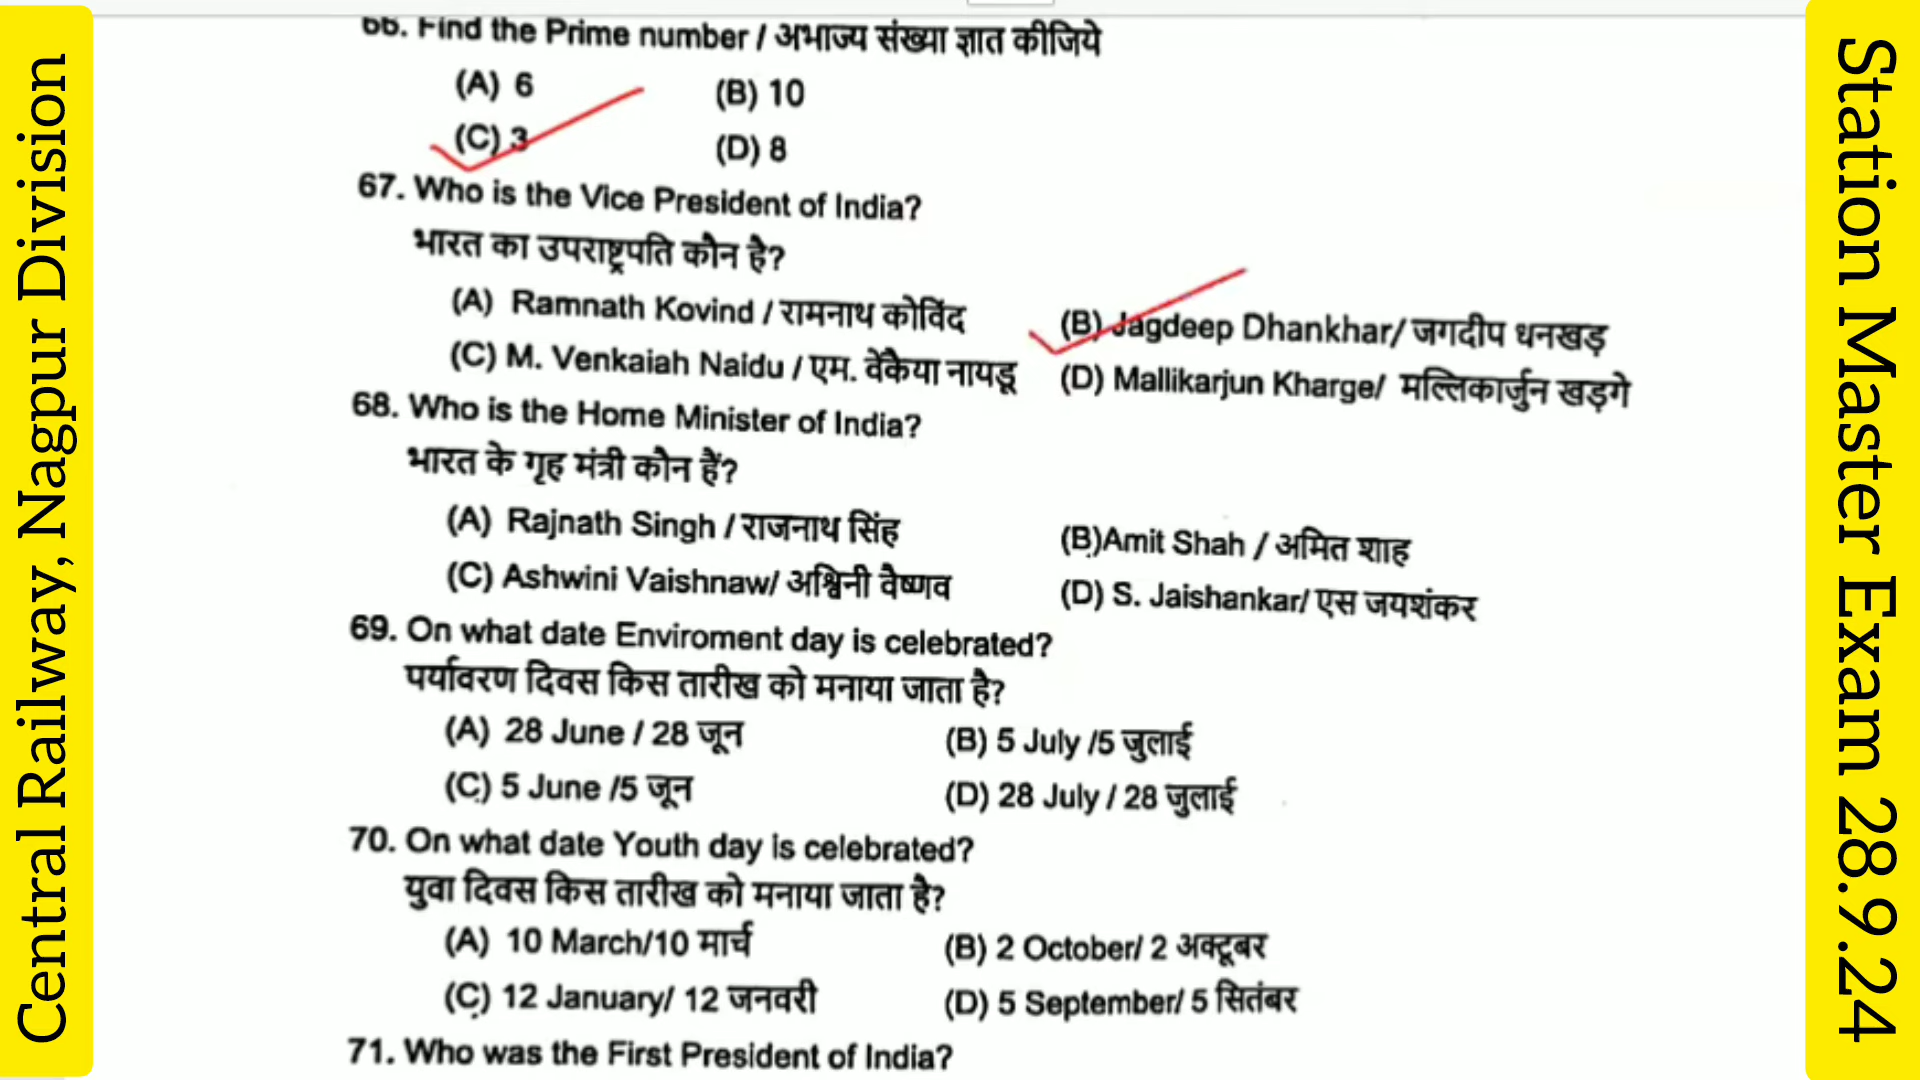 Central Railway, Nagpur Division
66. Find the Prime number / अभाज्य संख्या ज्ञात कीजिये
(A) 6 (B) 10
(C) 3 (D) 8
67. Who is the Vice President of India?
भारत का उपराष्ट्रपति कौन है?
(A) Ramnath Kovind / रामनाथ कोविंद (B) Jagdeep Dhankhar/ जगदीप धनखड़
(C) M. Venkaiah Naidu / एम. वेंकैया नायडू (D) Mallikarjun Kharge/ मल्लिकार्जुन खड़गे
68. Who is the Home Minister of India?
भारत के गृह मंत्री कौन हैं?
(A) Rajnath Singh / राजनाथ सिंह (B)Amit Shah / अमित शाह
(C) Ashwini Vaishnaw/ अश्विनी वैष्णव (D) S. Jaishankar/ एस जयशंकर
69. On what date Enviroment day is celebrated?
पर्यावरण दिवस किस तारीख को मनाया जाता है?
(A) 28 June / 28 जून (B) 5 July /5 जुलाई
(C) 5 June /5 जून (D) 28 July / 28 जुलाई
70. On what date Youth day is celebrated?
युवा दिवस किस तारीख को मनाया जाता है?
(A) 10 March/10 मार्च (B) 2 October/ 2 अक्टूबर
(C) 12 January/ 12 जनवरी (D) 5 September/ 5 सितंबर
71. Who was the First President of India?
Station Master Exam 28.9.24